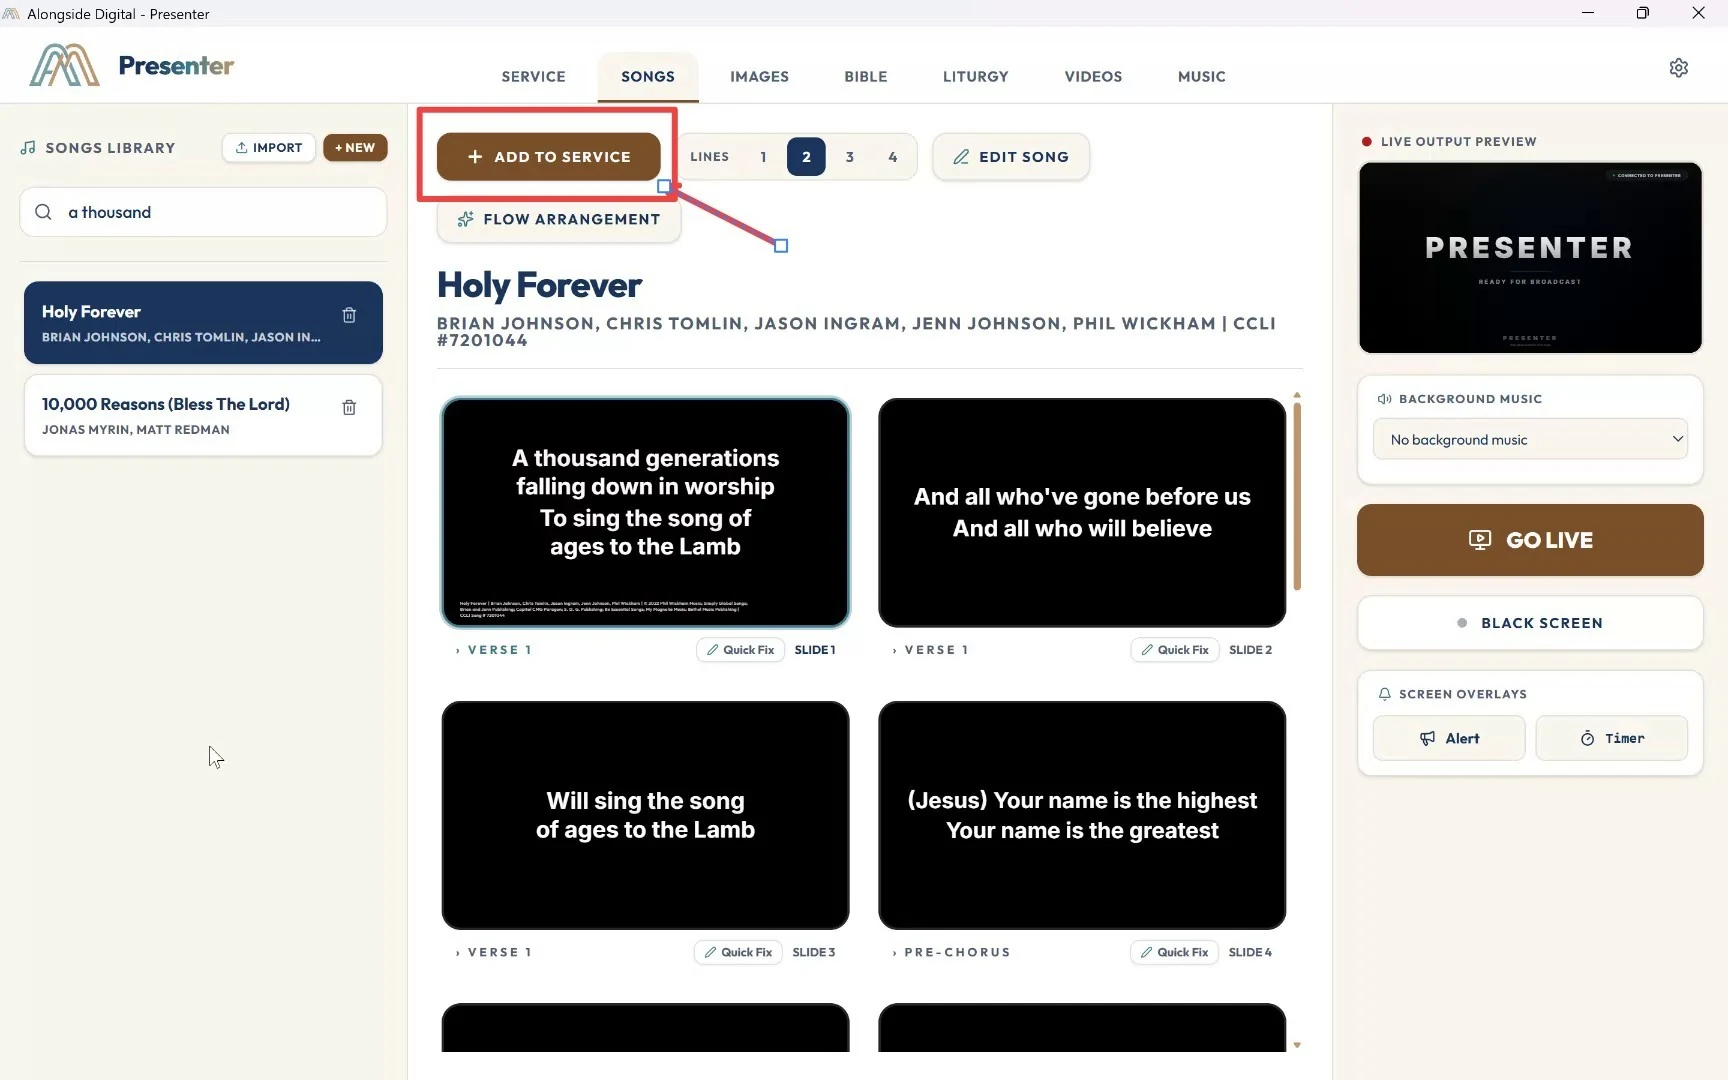 Alongside Digital - Presenter
Presenter
SERVICE
SONGS
IMAGES
BIBLE
LITURGY
VIDEOS
MUSIC
SONGS LIBRARY
IMPORT
+ NEW
a thousand
Holy Forever
BRIAN JOHNSON, CHRIS TOMLIN, JASON IN...
10,000 Reasons (Bless The Lord)
JONAS MYRIN, MATT REDMAN
+ ADD TO SERVICE
LINES 1 2 3 4
EDIT SONG
FLOW ARRANGEMENT
Holy Forever
BRIAN JOHNSON, CHRIS TOMLIN, JASON INGRAM, JENN JOHNSON, PHIL WICKHAM | CCLI
#7201044
A thousand generations
falling down in worship
To sing the song of
ages to the Lamb
› VERSE 1
Quick Fix
SLIDE 1
And all who've gone before us
And all who will believe
› VERSE 1
Quick Fix
SLIDE 2
Will sing the song
of ages to the Lamb
› VERSE 1
Quick Fix
SLIDE 3
(Jesus) Your name is the highest
Your name is the greatest
› PRE-CHORUS
Quick Fix
SLIDE 4
LIVE OUTPUT PREVIEW
CONNECTED TO PRESENTER
PRESENTER
READY FOR BROADCAST
PRESENTER
BACKGROUND MUSIC
No background music
GO LIVE
BLACK SCREEN
SCREEN OVERLAYS
Alert
Timer